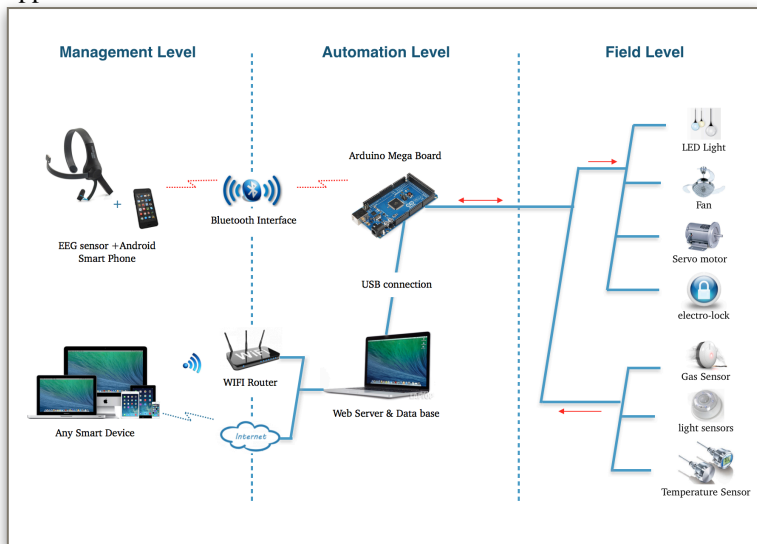 Management Level
Automation Level
Field Level
Arduino Mega Board
LED Light
Bluetooth Interface
Fan
EEG sensor +Android
Smart Phone
+
Servo motor
USB connection
electro-lock
WIFI
WIFI Router
Gas Sensor
Any Smart Device
Internet
Web Server & Data base
light sensors
Temperature Sensor